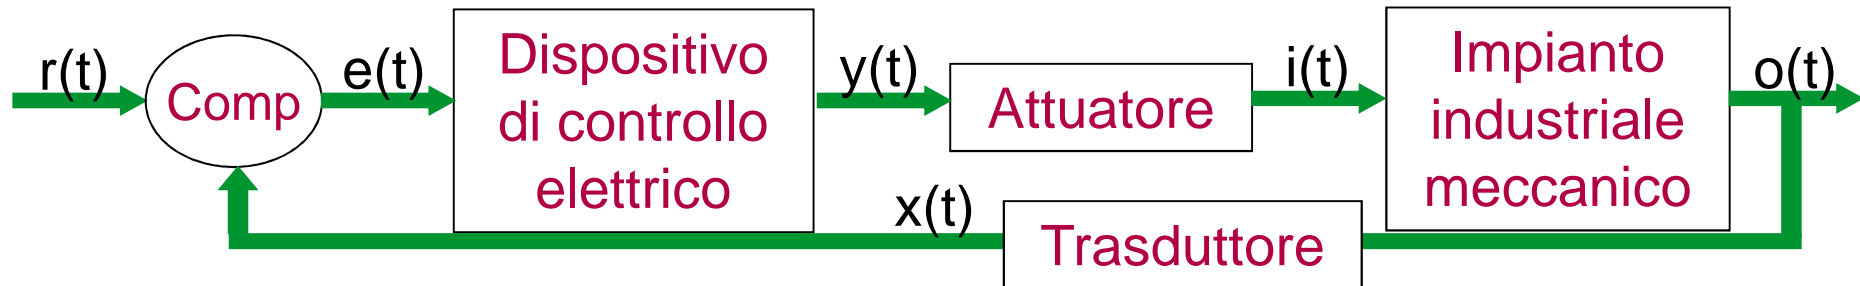 r(t)
Comp
e(t)
Dispositivo
di controllo
elettrico
y(t)
Attuatore
i(t)
Impianto
industriale
meccanico
o(t)
x(t)
Trasduttore